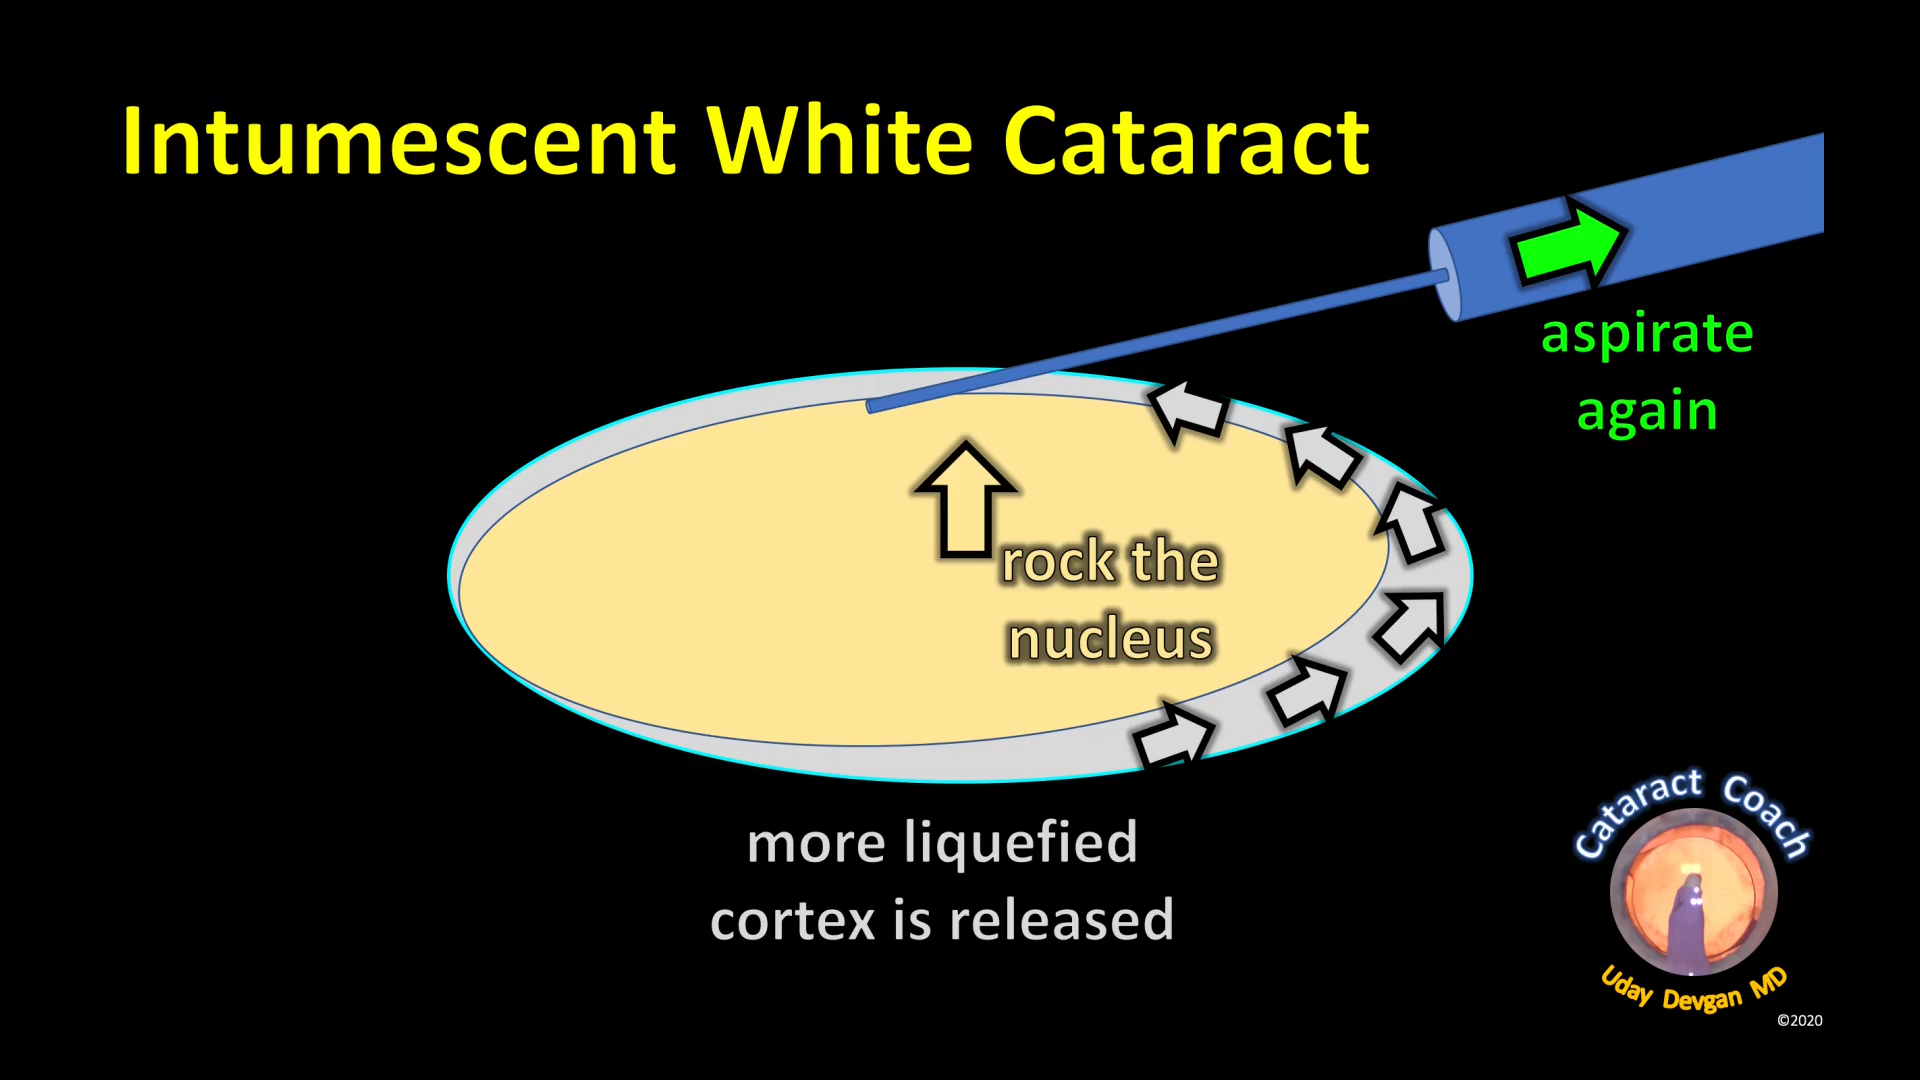 Intumescent White Cataract
aspirate
again
rock the
nucleus
more liquefied
cortex is released
Cataract Coach
Uday Devgan MD
©2020